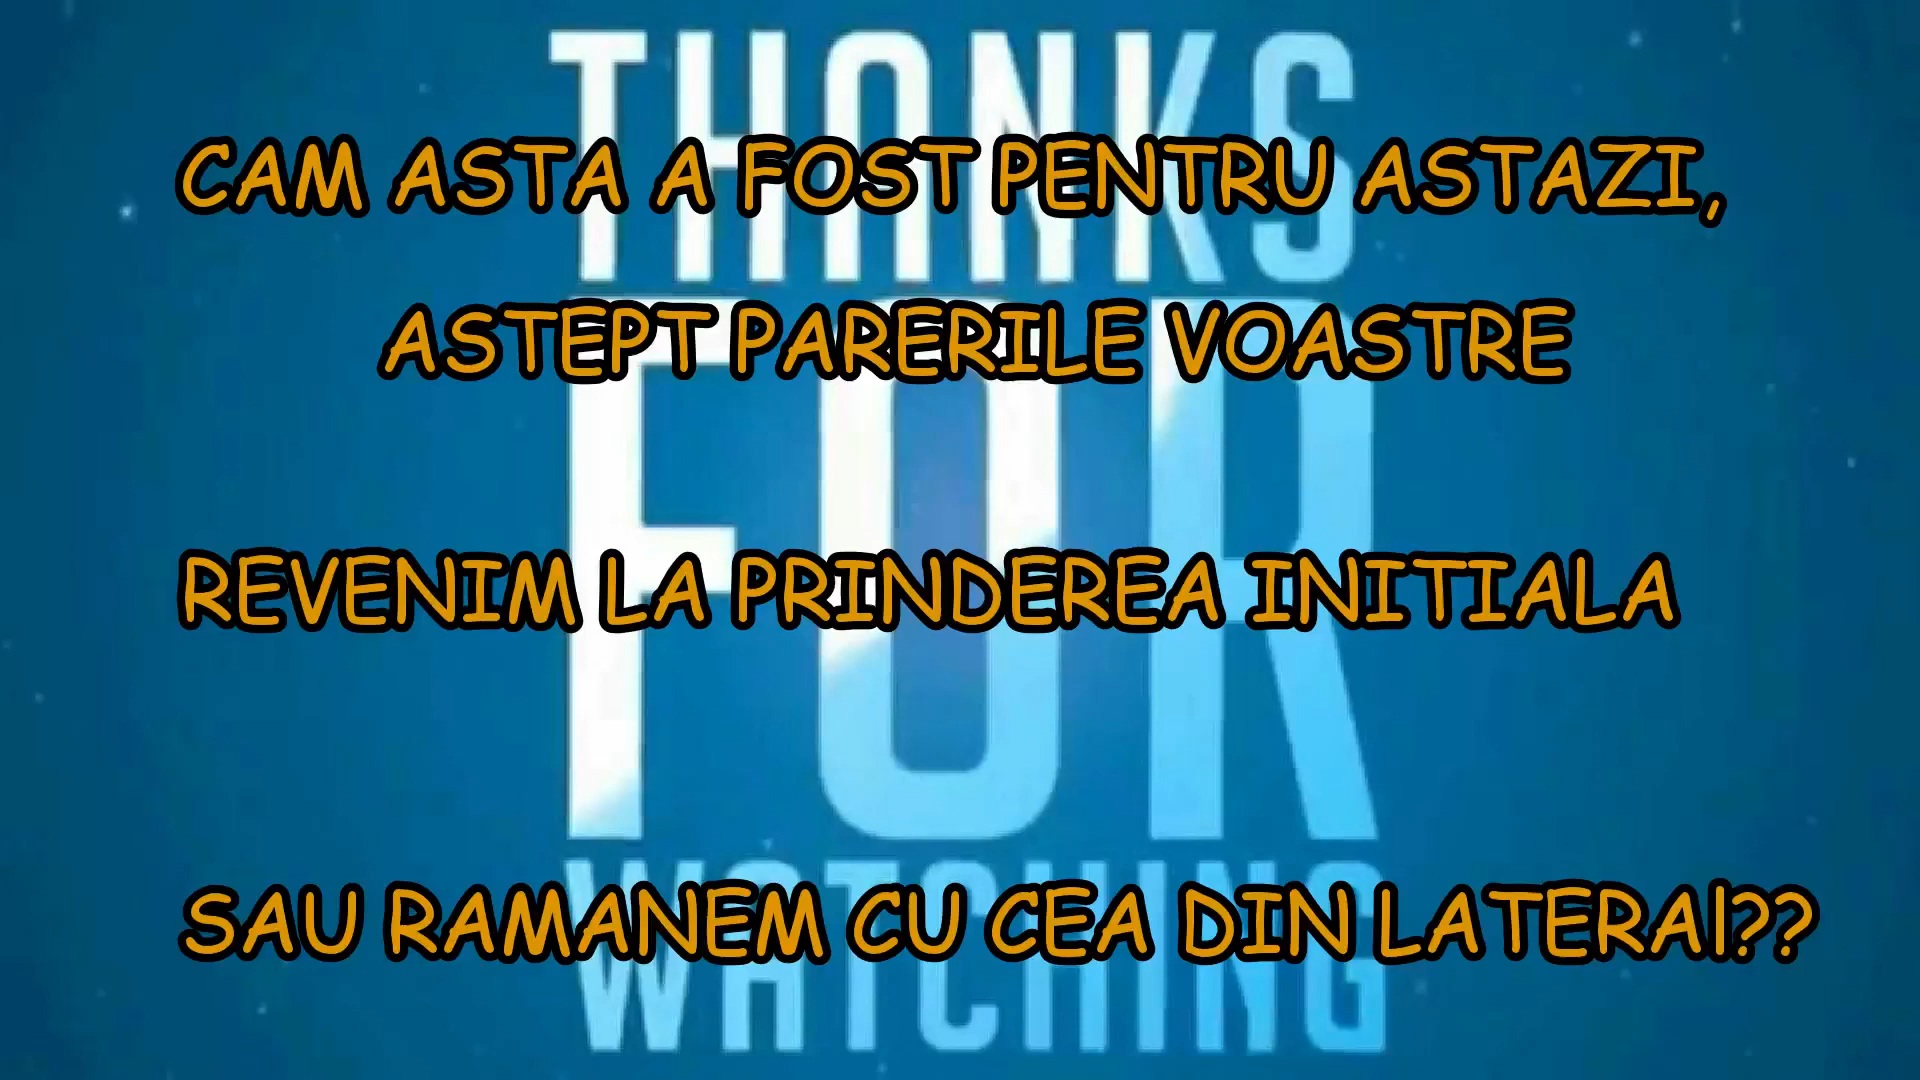 THANKS
CAM ASTA A FOST PENTRU ASTAZI,
FOR
ASTEPT PARERILE VOASTRE
REVENIM LA PRINDEREA INITIALA
WATCHING
SAU RAMANEM CU CEA DIN LATERAl??